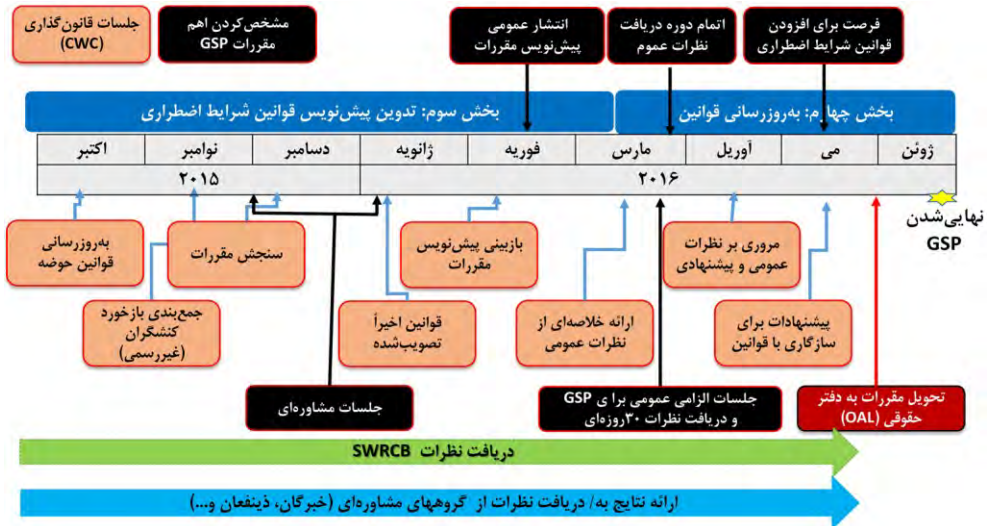 جلسات قانون‌گذاری
(CWC)
مشخص‌کردن اهم
مقررات GSP
انتشار عمومی
پیش‌نویس مقررات
اتمام دوره دریافت
نظرات عموم
فرصت برای افزودن
قوانین شرایط اضطراری
بخش سوم: تدوین پیش‌نویس قوانین شرایط اضطراری
بخش چهارم: به‌روزرسانی قوانین
اکتبر
نوامبر
دسامبر
ژانویه
فوریه
مارس
آوریل
می
ژوئن
۲۰۱۵
۲۰۱۶
نهایی‌شدن
GSP
به‌روزرسانی
قوانین حوضه
سنجش مقررات
بازبینی پیش‌نویس
مقررات
مروری بر نظرات
عمومی و پیشنهادی
جمع‌بندی بازخورد
کنشگران
(غیررسمی)
قوانین اخیراً
تصویب‌شده
ارائه خلاصه‌ای از
نظرات عمومی
پیشنهادات برای
سازگاری با قوانین
جلسات مشاوره‌ای
جلسات الزامی عمومی برا ی GSP
و دریافت نظرات ۳۰روزه‌ای
تحویل مقررات به دفتر
حقوقی (OAL)
دریافت نظرات SWRCB
ارائه نتایج به/ دریافت نظرات از گروههای مشاوره‌ای (خبرگان، ذینفعان و...)